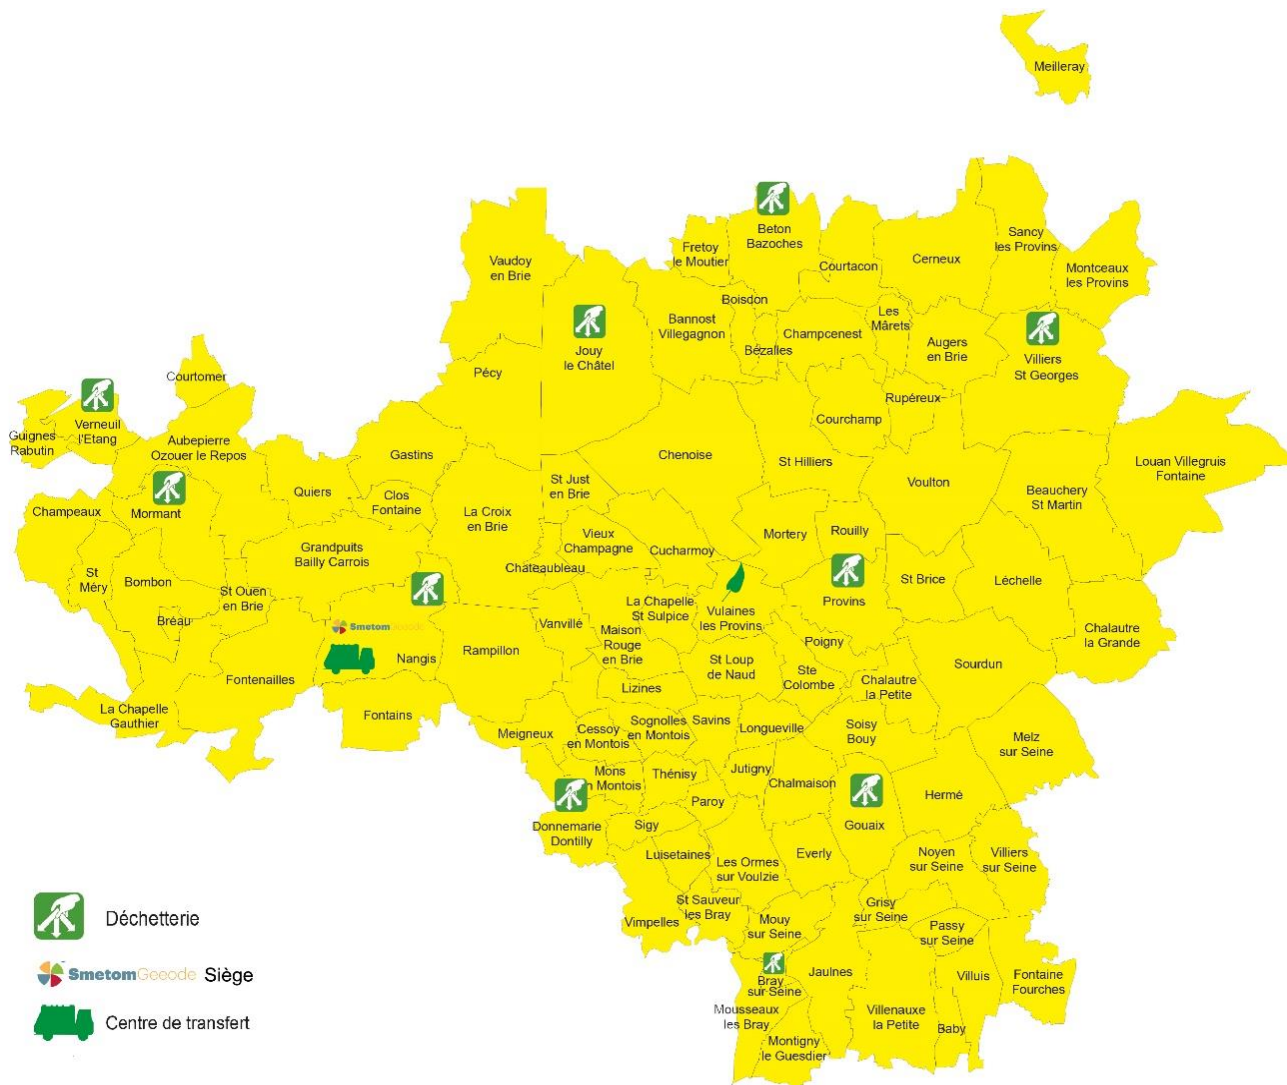 Meilleray
Sancy
les Provins
Beton
Bazoches
Fretoy
le Moutier
Vaudoy
en Brie
Courtacon
Cerneux
Montceaux
les Provins
Boisdon
Les
Mârets
Bannost
Villegagnon
Champcenest
Augers
en Brie
Villiers
St Georges
Bézalles
Jouy
le Châtel
Pécy
Courtomer
Rupéreux
Courchamp
Verneuil
l'Etang
Guignes
Rabutin
Aubepierre
Ozouer le Repos
Gastins
Chenoise
St Hilliers
Louan Villegruis
Fontaine
Voulton
St Just
en Brie
Quiers
Clos
Fontaine
Beauchery
St Martin
Champeaux
Mormant
La Croix
en Brie
Vieux
Champagne
Mortery
Rouilly
Cucharmoy
Grandpuits
Bailly Carrois
Chateaubleau
St
Méry
Bombon
St Ouen
en Brie
St Brice
Léchelle
Provins
La Chapelle
St Sulpice
Vulaines
les Provins
Bréau
Vanvillé
Maison
Rouge
en Brie
SmetomGeeode
Chalautre
la Grande
Poigny
Rampillon
Nangis
St Loup
de Naud
Ste
Colombe
Sourdun
Fontenailles
Lizines
Chalautre
la Petite
La Chapelle
Gauthier
Fontains
Meigneux
Cessoy
en Montois
Sognolles
en Montois
Savins
Longueville
Soisy
Bouy
Melz
sur Seine
Mons
en Montois
Thénisy
Jutigny
Chalmaison
Hermé
Paroy
Donnemarie
Dontilly
Sigy
Gouaix
Luisetaines
Les Ormes
sur Voulzie
Everly
Noyen
sur Seine
Villiers
sur Seine
St Sauveur
les Bray
Vimpelles
Mouy
sur Seine
Grisy
sur Seine
Passy
sur Seine
Bray
sur Seine
Jaulnes
Villuis
Fontaine
Fourches
Mousseaux
les Bray
Villenauxe
la Petite
Baby
Montigny
le Guesdier
Déchetterie
SmetomGeeode Siège
Centre de transfert